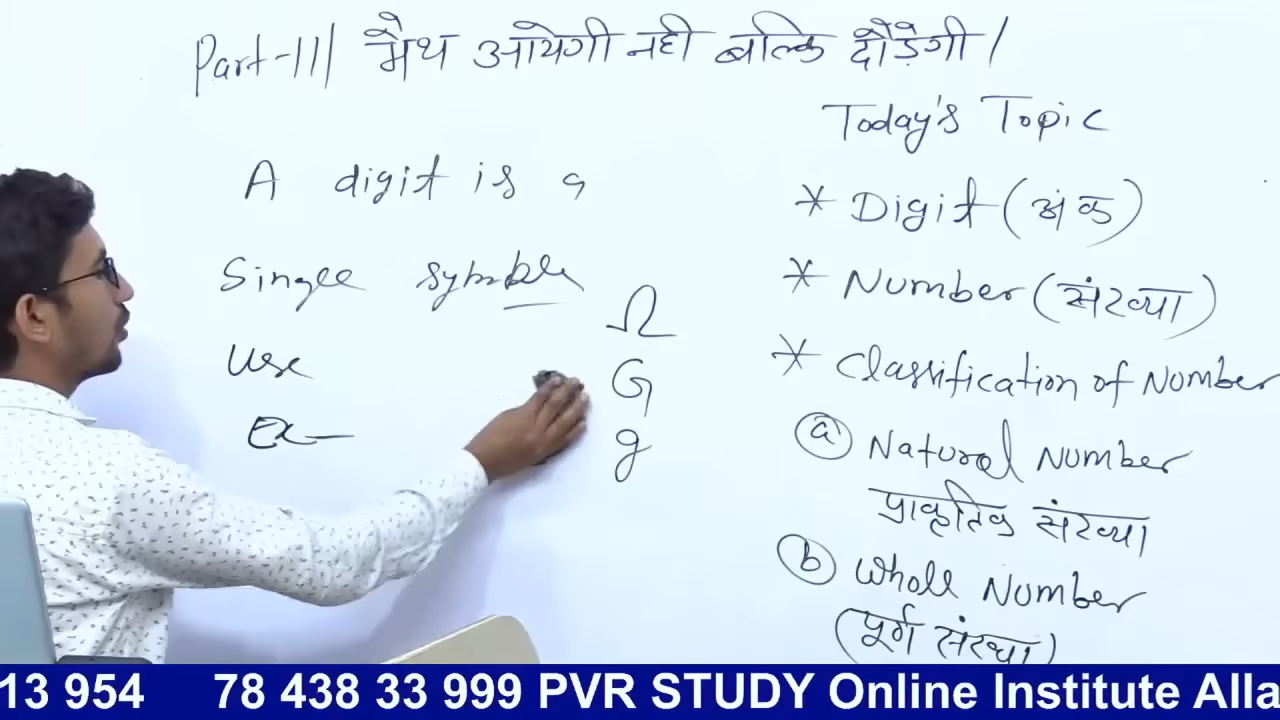 Part-III मैथ आयेगी नही बल्कि दौड़ेगी/
Today's Topic
A digit is a
Single symbol
use
Ex—
Ω
G
g
* Digit (अंक)
* Number (संख्या)
* Classification of Number
(a) Natural Number
प्राकृतिक संख्या
(b) Whole Number
(पूर्ण संख्या)
13 954 78 438 33 999 PVR STUDY Online Institute Alla